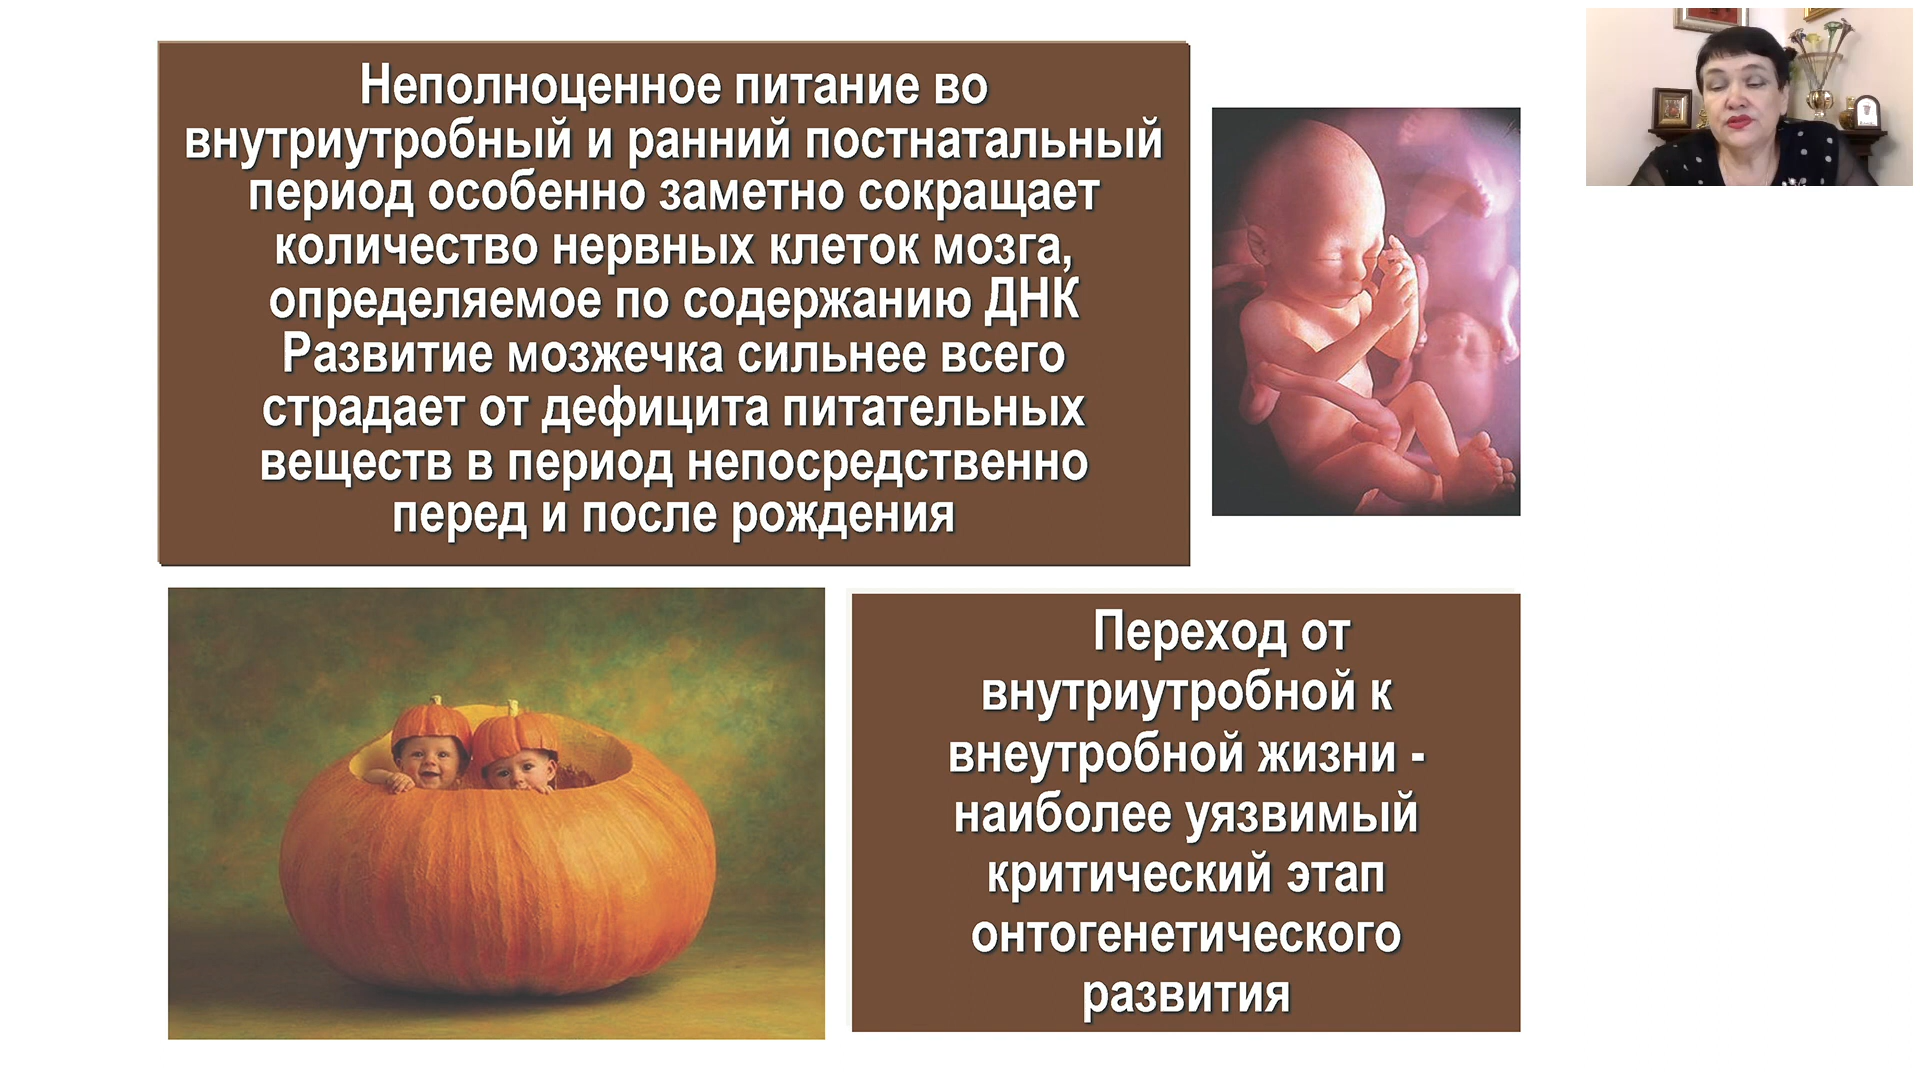 Неполноценное питание во
внутриутробный и ранний постнатальный
период особенно заметно сокращает
количество нервных клеток мозга,
определяемое по содержанию ДНК
Развитие мозжечка сильнее всего
страдает от дефицита питательных
веществ в период непосредственно
перед и после рождения
Переход от
внутриутробной к
внеутробной жизни -
наиболее уязвимый
критический этап
онтогенетического
развития